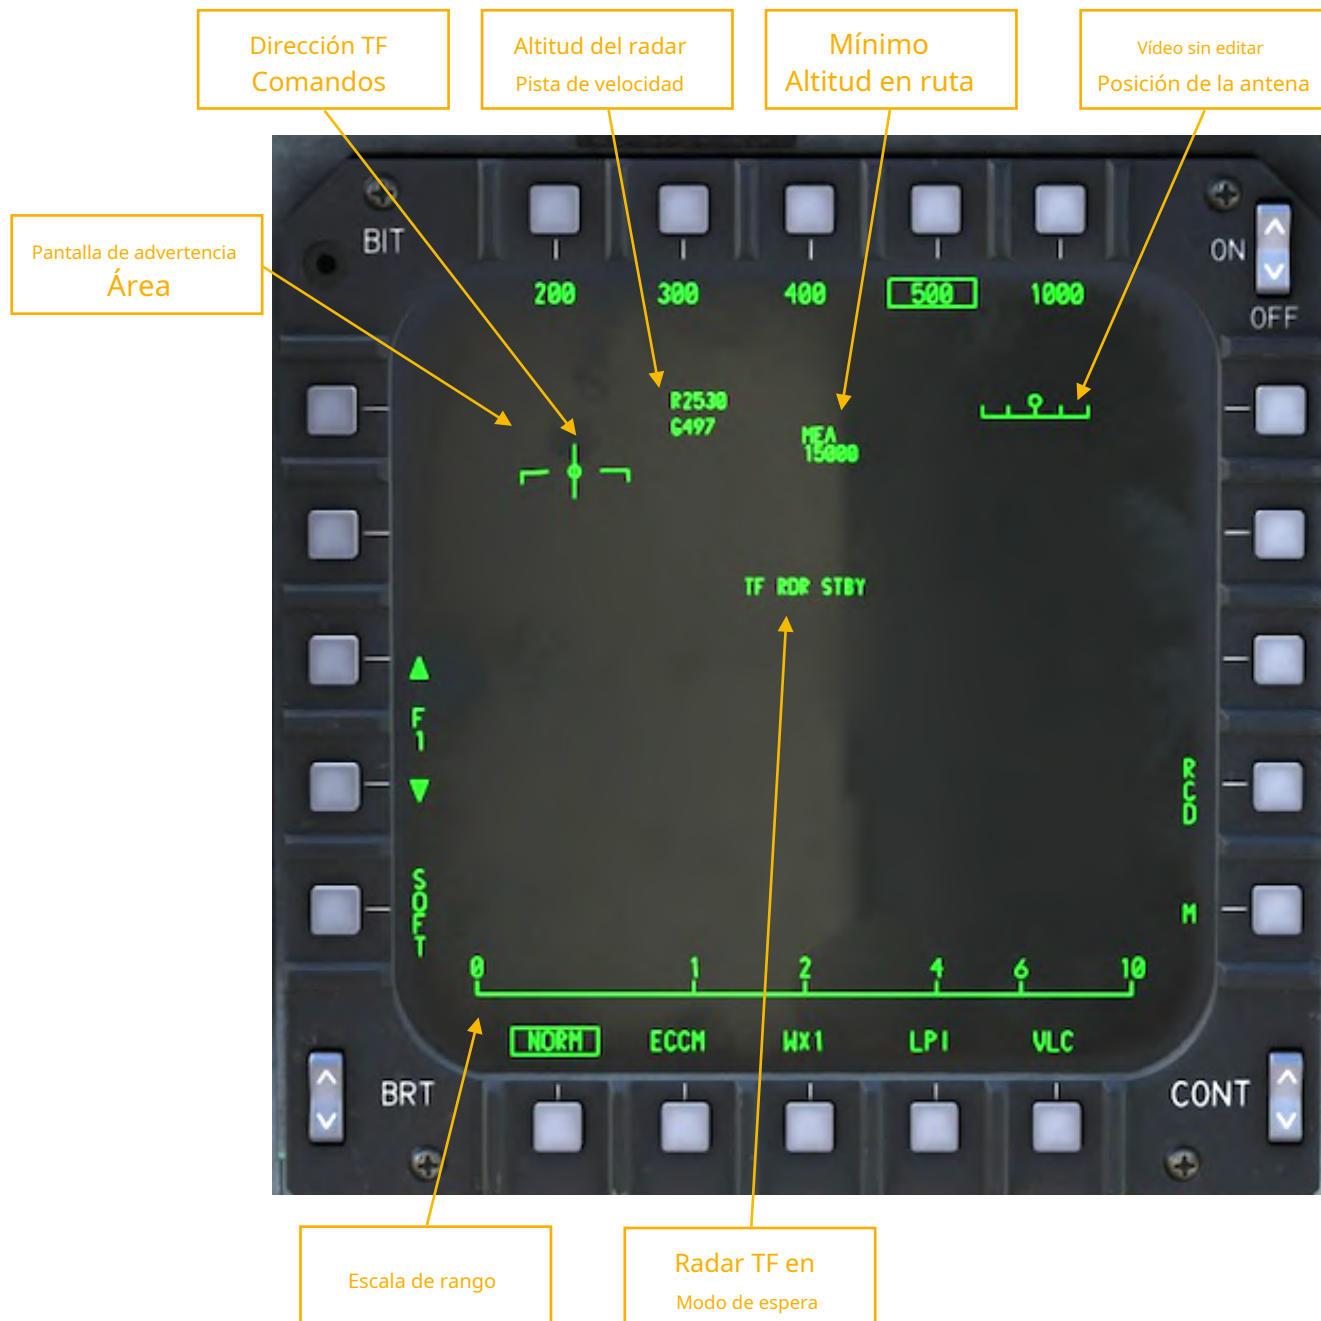 Dirección TF
Comandos
Altitud del radar
Pista de velocidad
Mínimo
Altitud en ruta
Vídeo sin editar
Posición de la antena
Pantalla de advertencia
Área
BIT
ON
OFF
200 300 400 500 1000
R2530
G497
MEA
15000
TF RDR STBY
F
1
R
C
D
S
O
F
T
M
0 1 2 4 6 10
NORM ECCM WX1 LPI VLC
BRT
CONT
Escala de rango
Radar TF en
Modo de espera